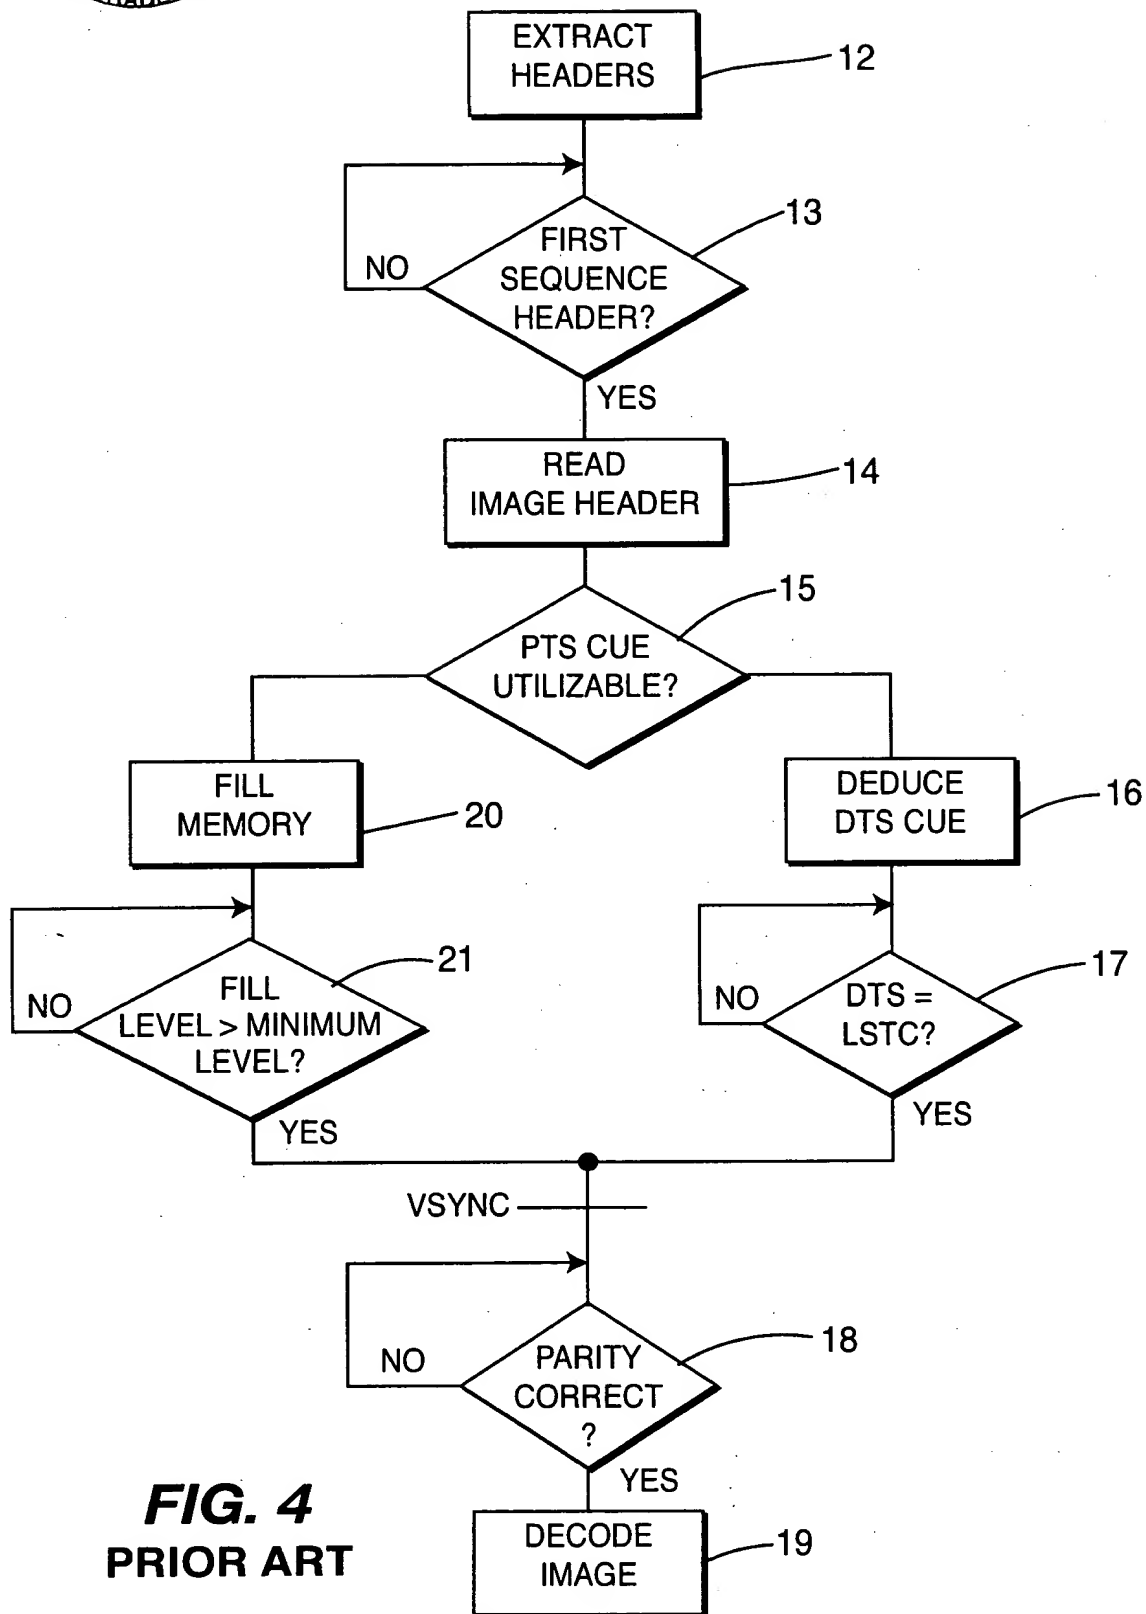 EXTRACT
HEADERS
12
FIRST
SEQUENCE
HEADER?
13
NO
YES
READ
IMAGE HEADER
14
PTS CUE
UTILIZABLE?
15
FILL
MEMORY
20
DEDUCE
DTS CUE
16
FILL
LEVEL > MINIMUM
LEVEL?
21
NO
YES
DTS =
LSTC?
17
NO
YES
VSYNC
PARITY
CORRECT
?
18
NO
YES
DECODE
IMAGE
19
FIG. 4
PRIOR ART